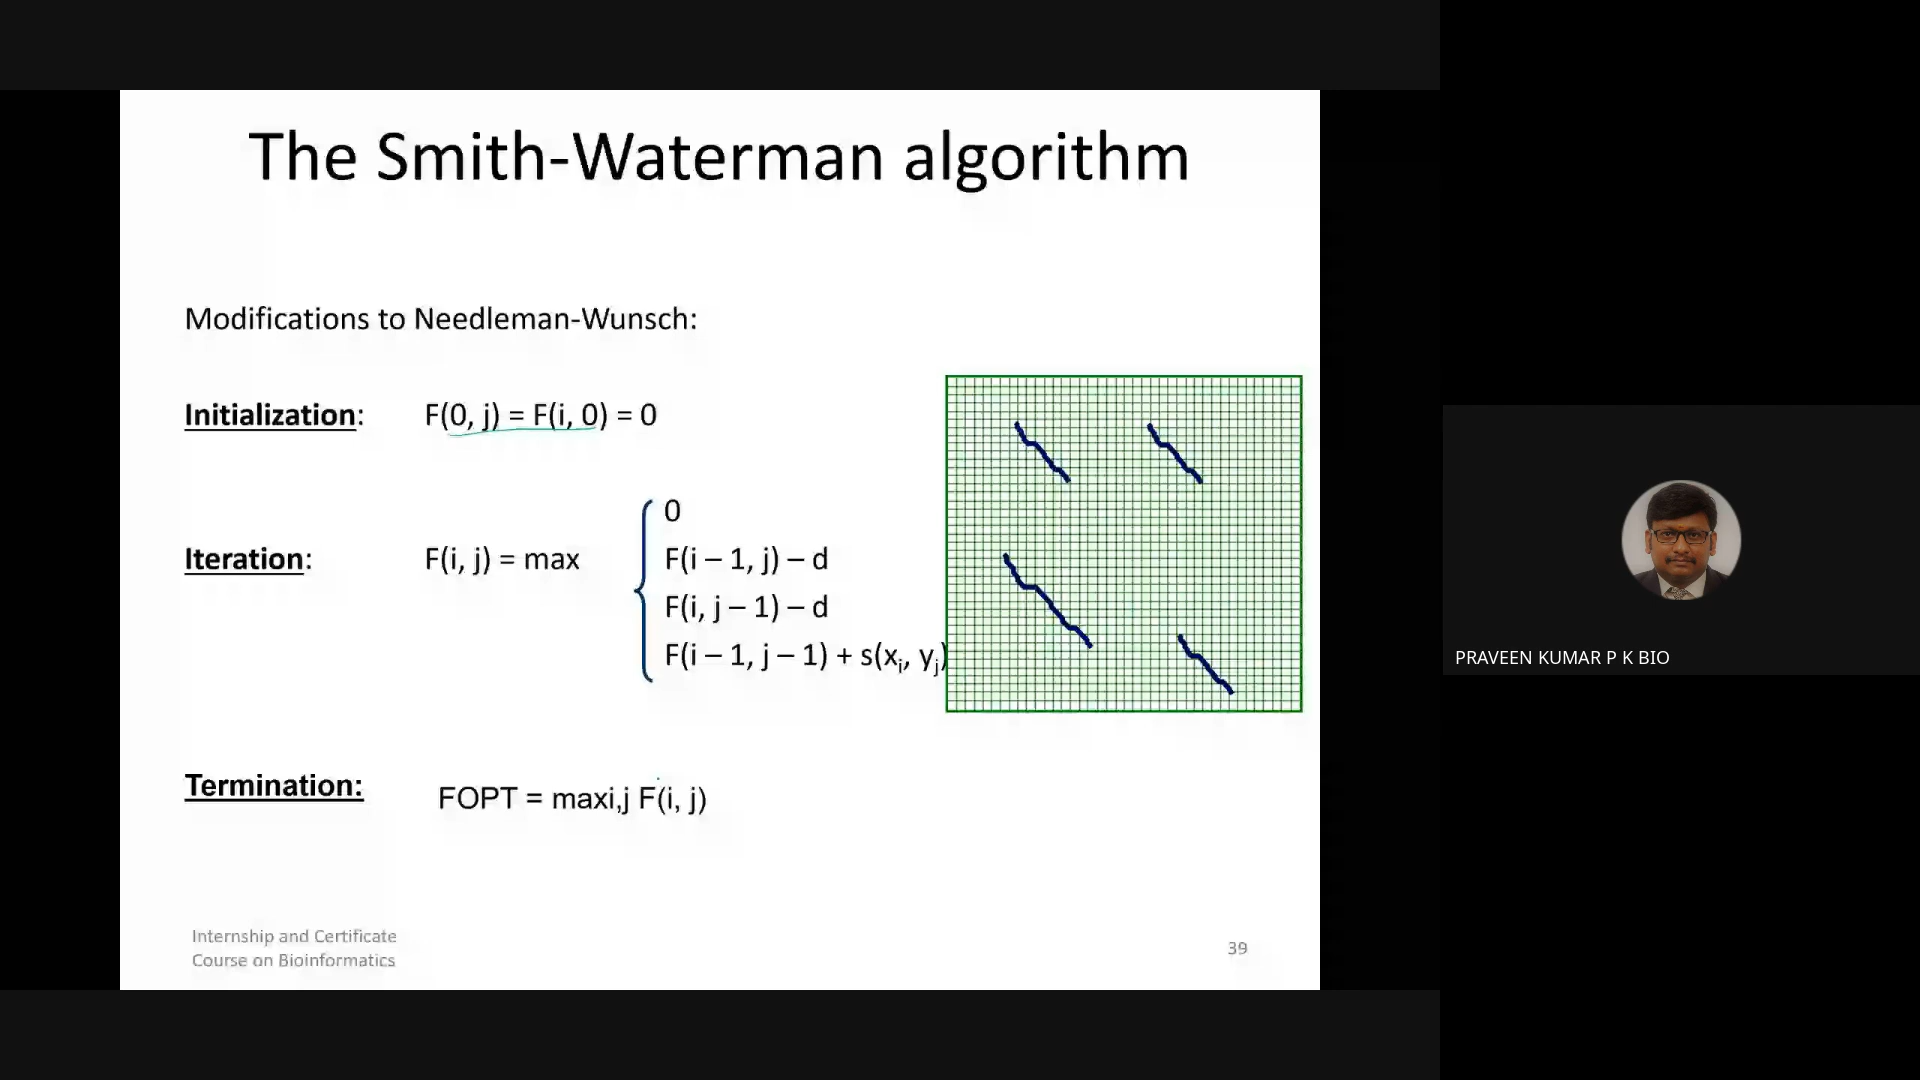 The Smith-Waterman algorithm
Modifications to Needleman-Wunsch:
Initialization: F(0, j) = F(i, 0) = 0
0
Iteration: F(i, j) = max F(i – 1, j) – d
F(i, j – 1) – d
F(i – 1, j – 1) + s(xi, yj)
Termination: FOPT = maxi,j F(i, j)
Internship and Certificate
Course on Bioinformatics
39
PRAVEEN KUMAR P K BIO